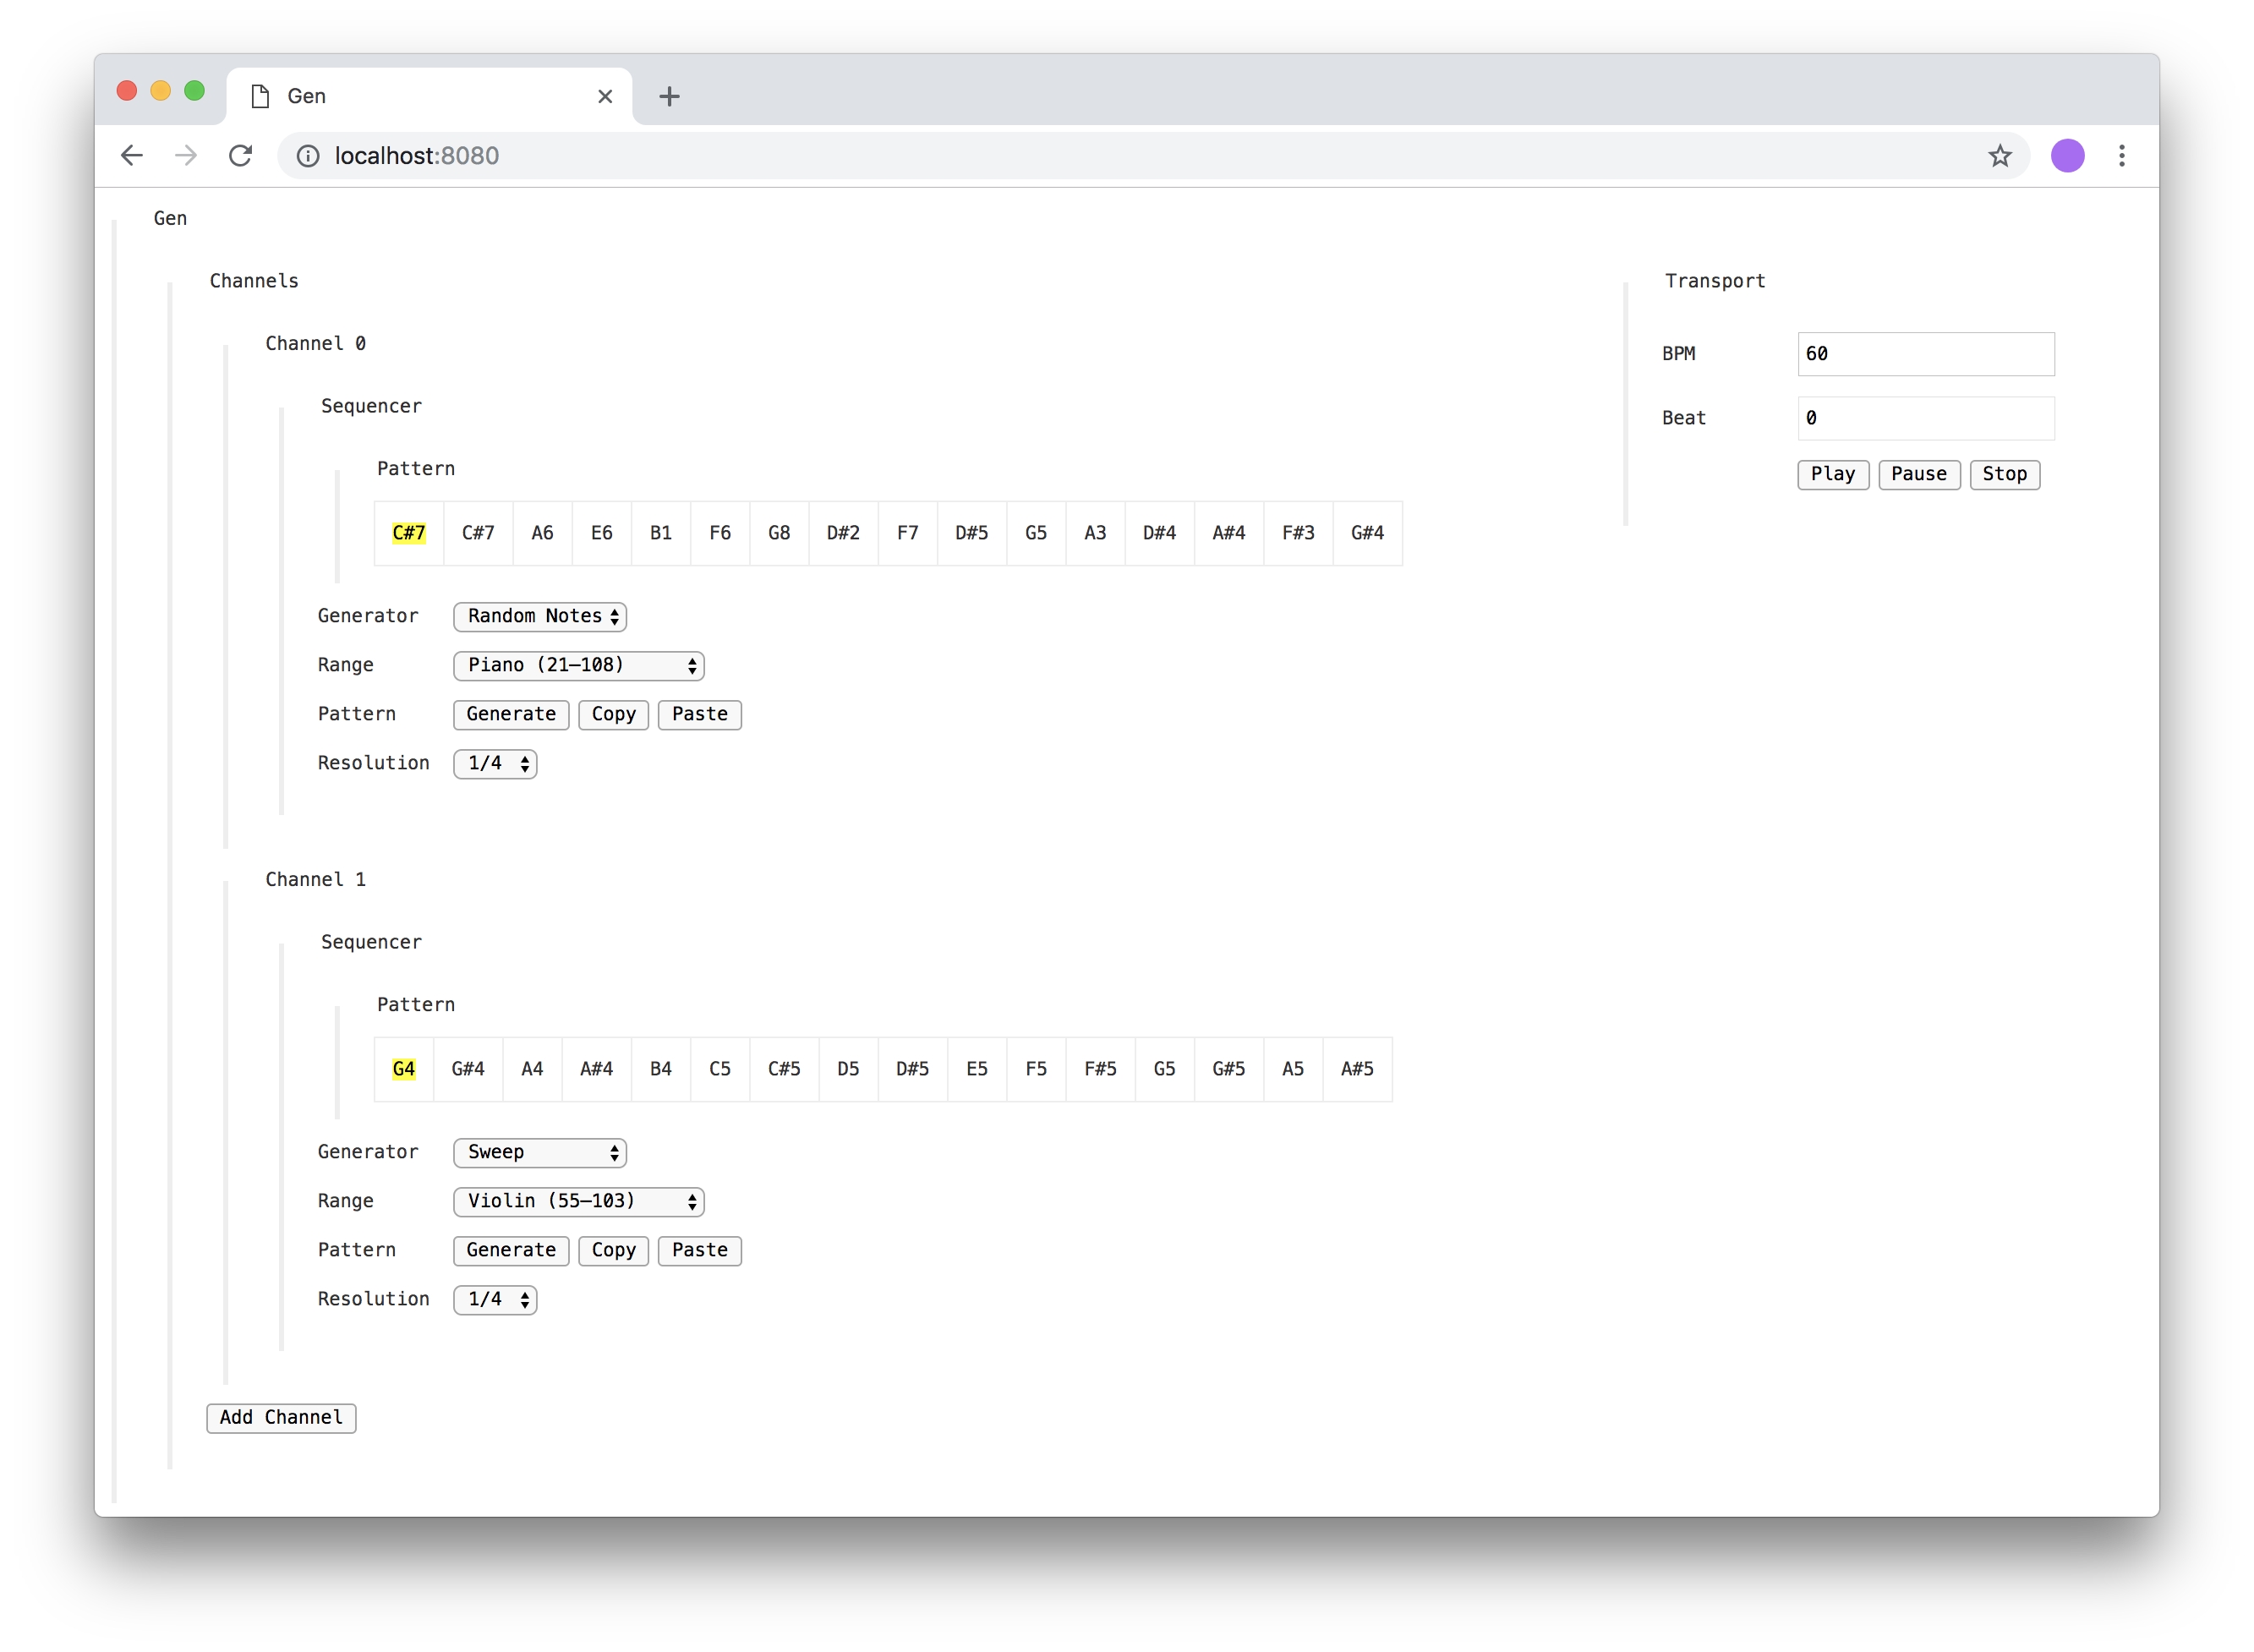 Gen
localhost:8080
Gen
Channels
Channel 0
Sequencer
Pattern
C#7 C#7 A6 E6 B1 F6 G8 D#2 F7 D#5 G5 A3 D#4 A#4 F#3 G#4
Generator Random Notes
Range Piano (21–108)
Pattern Generate Copy Paste
Resolution 1/4
Channel 1
Sequencer
Pattern
G4 G#4 A4 A#4 B4 C5 C#5 D5 D#5 E5 F5 F#5 G5 G#5 A5 A#5
Generator Sweep
Range Violin (55–103)
Pattern Generate Copy Paste
Resolution 1/4
Add Channel
Transport
BPM 60
Beat 0
Play Pause Stop